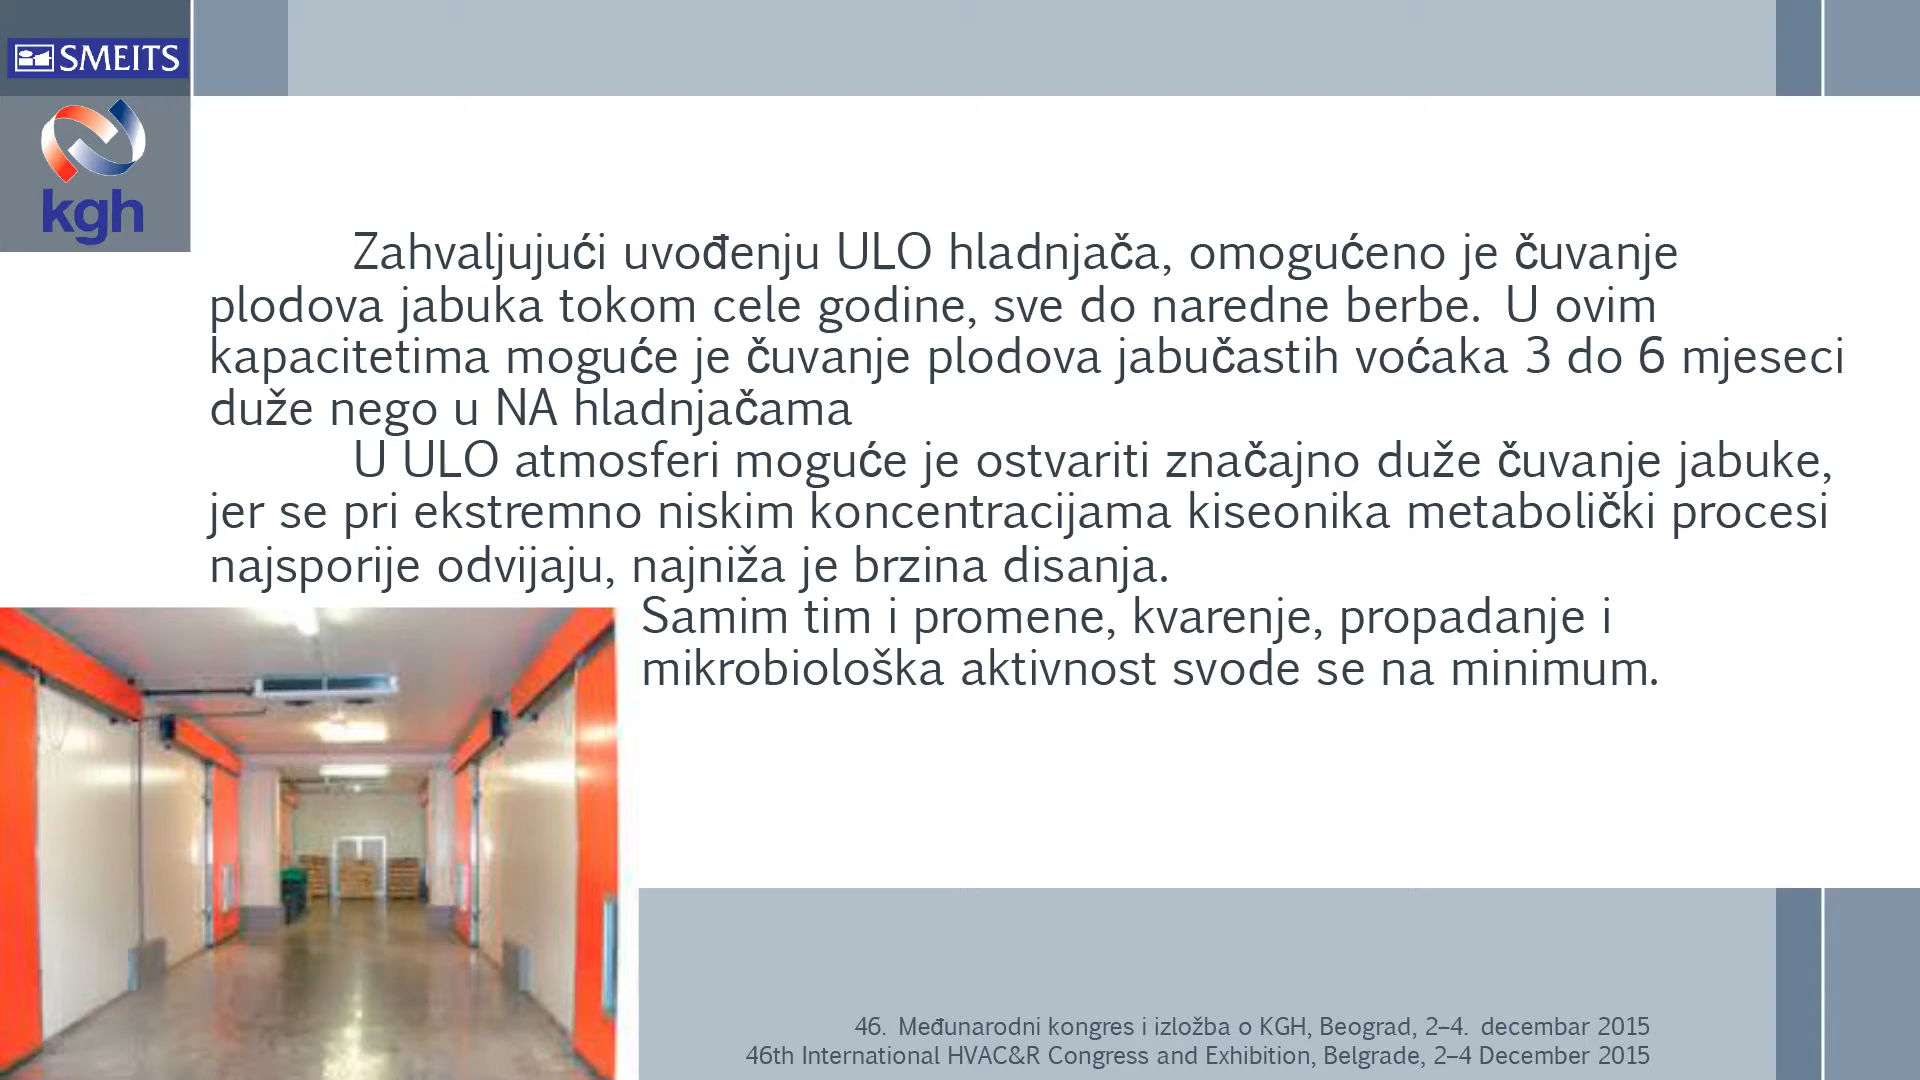 SMEITS
kgh
Zahvaljujući uvođenju ULO hladnjača, omogućeno je čuvanje
plodova jabuka tokom cele godine, sve do naredne berbe. U ovim
kapacitetima moguće je čuvanje plodova jabučastih voćaka 3 do 6 mjeseci
duže nego u NA hladnjačama
U ULO atmosferi moguće je ostvariti značajno duže čuvanje jabuke,
jer se pri ekstremno niskim koncentracijama kiseonika metabolički procesi
najsporije odvijaju, najniža je brzina disanja.
Samim tim i promene, kvarenje, propadanje i
mikrobiološka aktivnost svode se na minimum.
46. Međunarodni kongres i izložba o KGH, Beograd, 2–4. decembar 2015
46th International HVAC&R Congress and Exhibition, Belgrade, 2–4 December 2015